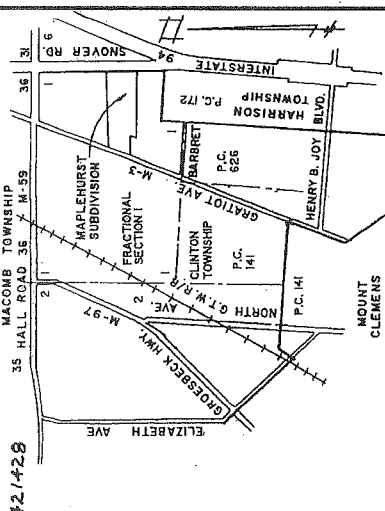 MACOMB TOWNSHIP
35 HALL ROAD 36 M-59
36
31
6
1
2
2
1
1
SNOVER RD.
94
INTERSTATE
MAPLEHURST
SUBDIVISION
FRACTIONAL
SECTION I
M-3
GRATIOT AVE.
BARBRET
P.C.
626
P.C. 172
HARRISON
TOWNSHIP
HENRY B. JOY BLVD.
CLINTON
TOWNSHIP
P.C.
141
P.C. 141
G.T.W. R/R
NORTH AVE.
M-97
GROESBECK HWY.
ELIZABETH AVE
MOUNT
CLEMENS
421428